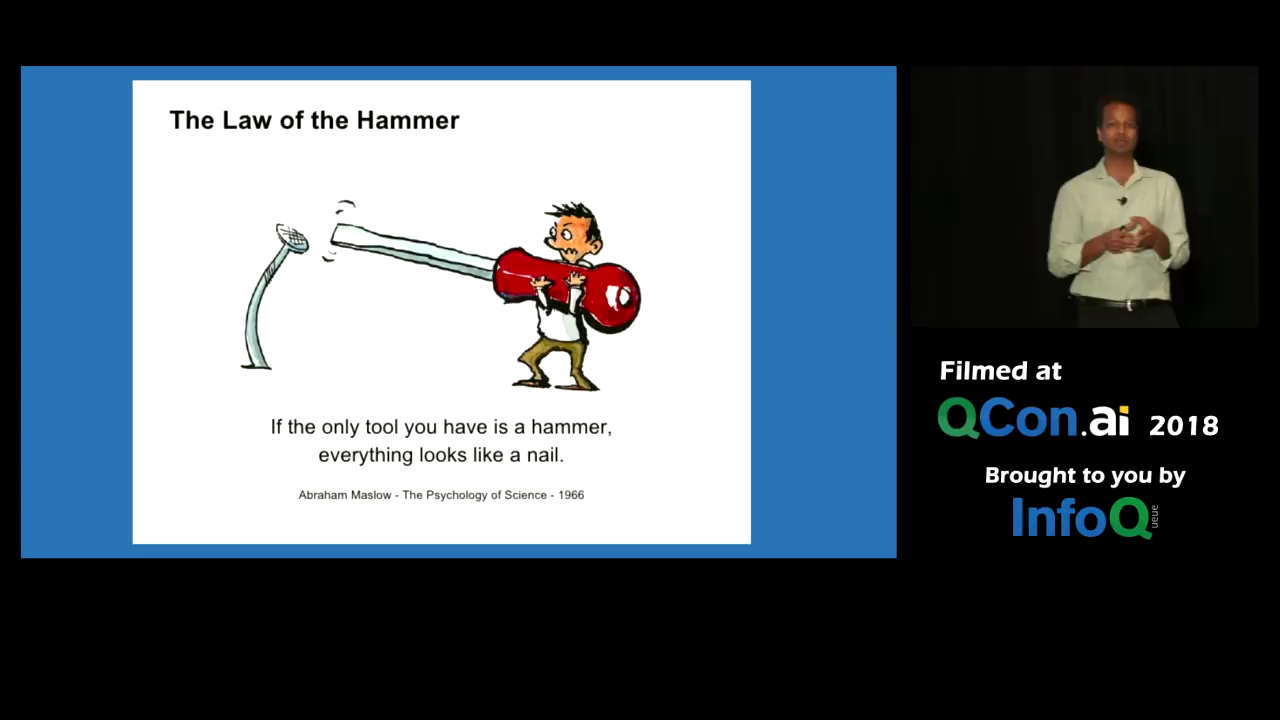 The Law of the Hammer
If the only tool you have is a hammer,
everything looks like a nail.
Abraham Maslow - The Psychology of Science - 1966
Filmed at
QCon.ai 2018
Brought to you by
InfoQueue